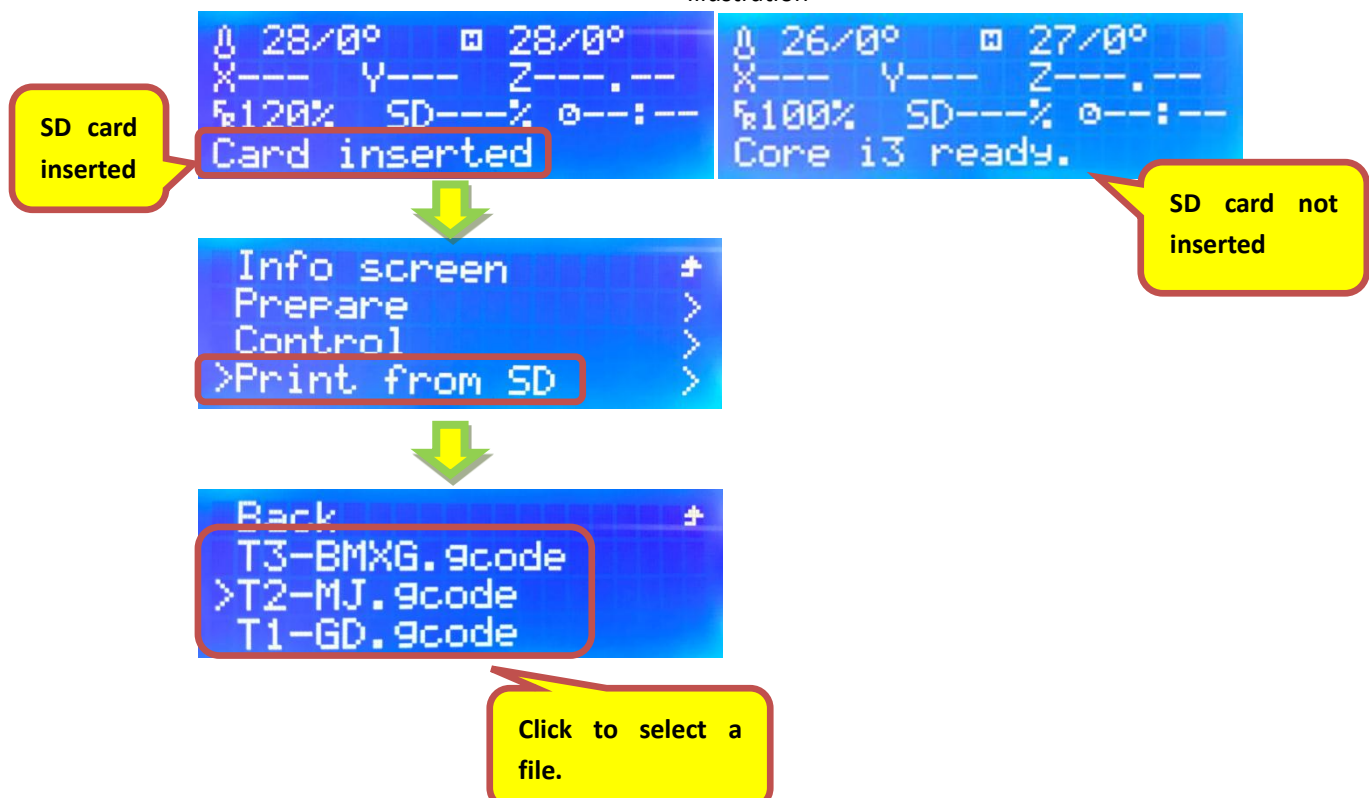 28/0° 28/0°
X--- Y--- Z---.--
120% SD---% --:--
Card inserted
26/0° 27/0°
X--- Y--- Z---.--
100% SD---% --:--
Core i3 ready.
SD card
inserted
SD card not
inserted
Info screen
Prepare >
Control >
>Print from SD >
Back
T3-BMXG.gcode
>T2-MJ.gcode
T1-GD.gcode
Click to select a
file.